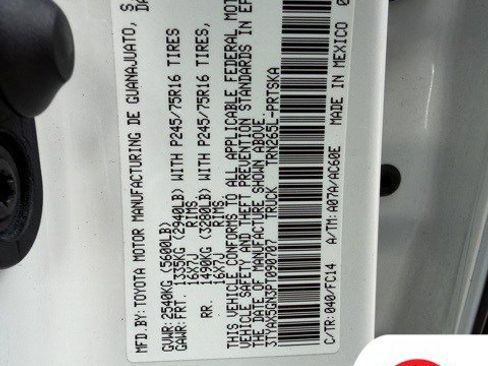 MFD. BY: TOYOTA MOTOR MANUFACTURING DE GUANAJUATO, S
DA
GVWR: 2540KG (5600LB)
GAWR: FRT. 1335KG (2940LB) WITH P245/75R16 TIRES
16X7J RIMS,
RR. 1490KG (3280LB) WITH P245/75R16 TIRES
16X7J RIMS,
THIS VEHICLE CONFORMS TO ALL APPLICABLE FEDERAL MOT
VEHICLE SAFETY AND THEFT PREVENTION STANDARDS IN EF
THE DATE OF MANUFACTURE SHOWN ABOVE.
3TYAX5GN3PT090707 TRUCK TRN265L-PRTSKA
C/TR: 040/FC14 A/TM: A07A/AC60E MADE IN MEXICO